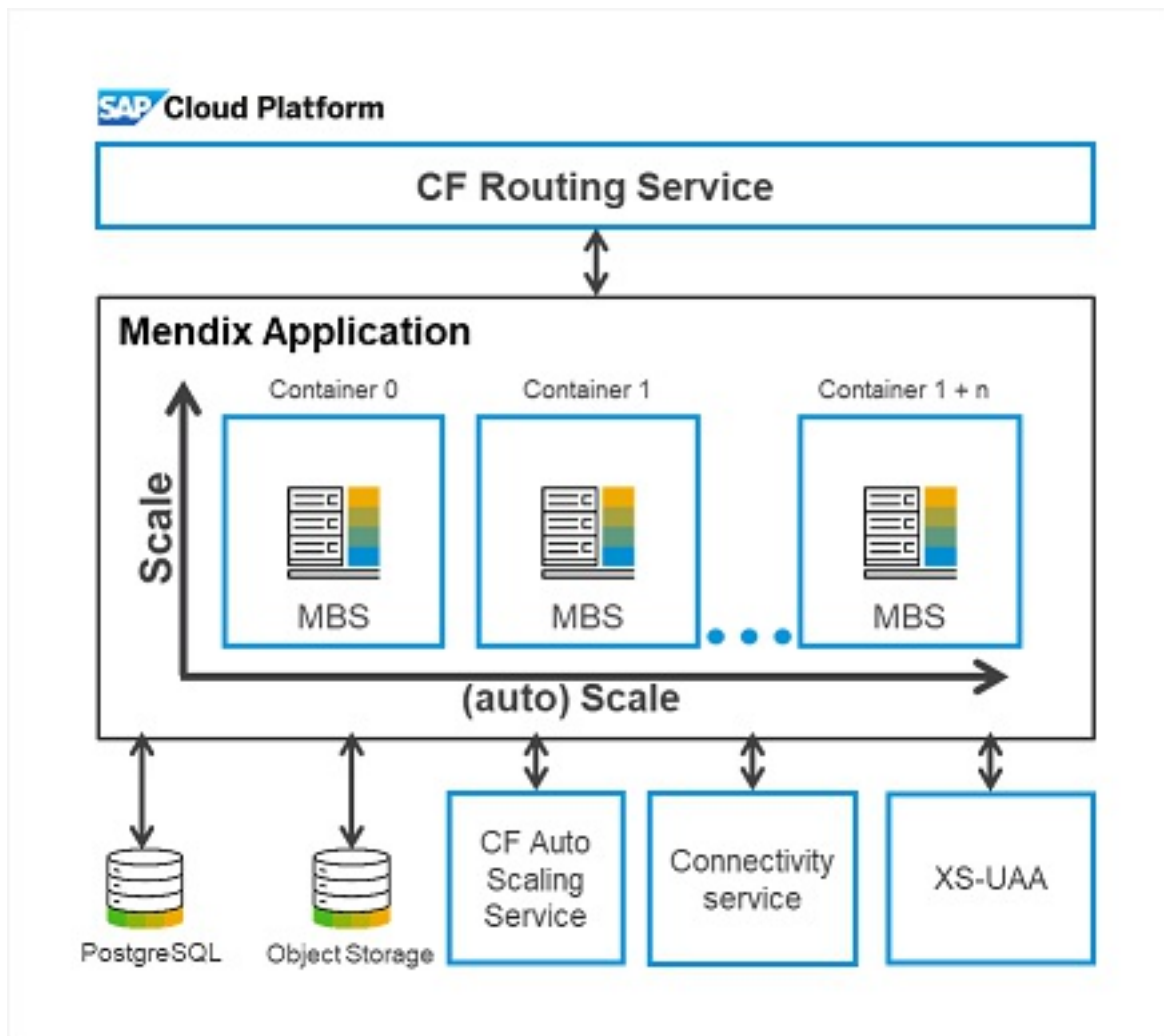 SAP Cloud Platform
CF Routing Service
Mendix Application
Container 0
Container 1
Container 1 + n
Scale
MBS
MBS
MBS
(auto) Scale
CF Auto
Scaling
Service
Connectivity
service
XS-UAA
PostgreSQL
Object Storage